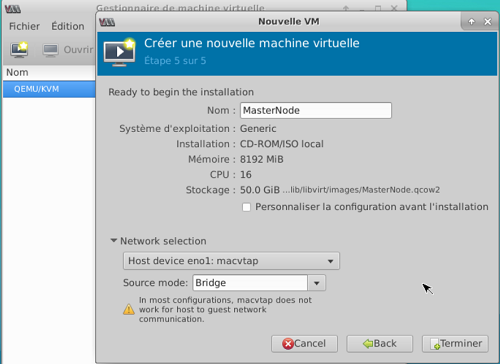 Gestionnaire de machine virtuelle
Nouvelle VM
Fichier Édition
Créer une nouvelle machine virtuelle
Étape 5 sur 5
Ouvrir
Nom
QEMU/KVM
Ready to begin the installation
Nom : MasterNode
Système d'exploitation : Generic
Installation : CD-ROM/ISO local
Mémoire : 8192 MiB
CPU : 16
Stockage : 50.0 GiB ...lib/libvirt/images/MasterNode.qcow2
Personnaliser la configuration avant l'installation
Network selection
Host device eno1: macvtap
Source mode: Bridge
In most configurations, macvtap does not
work for host to guest network
communication.
Cancel Back Terminer